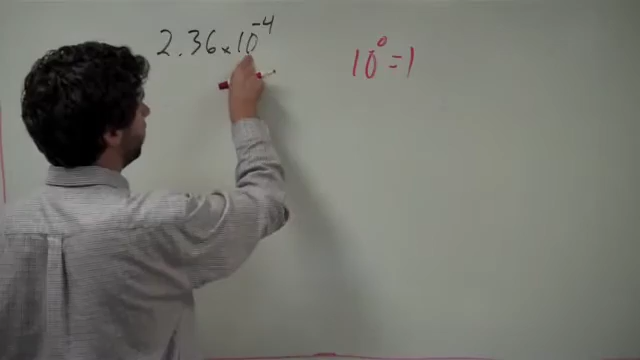 2.36 x 10⁻⁴
10⁰ = 1